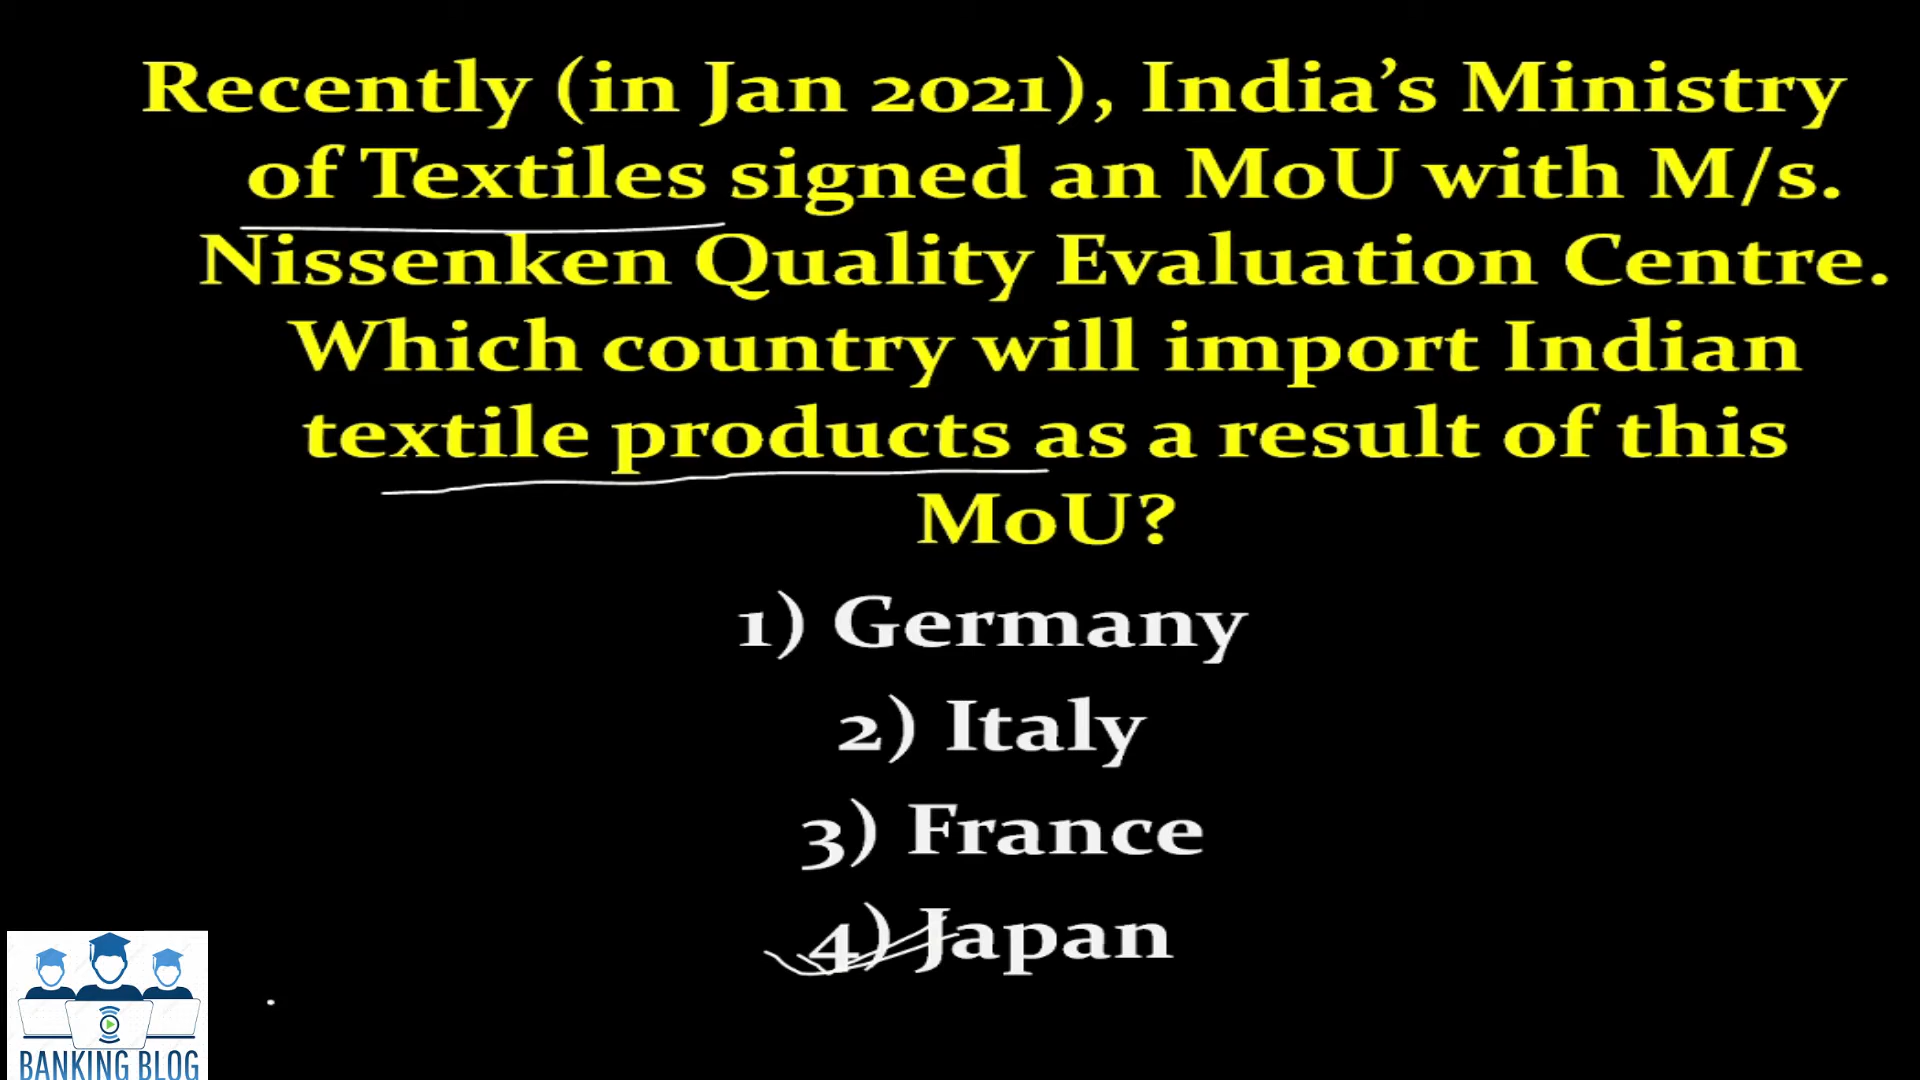 Recently (in Jan 2021), India’s Ministry
of Textiles signed an MoU with M/s.
Nissenken Quality Evaluation Centre.
Which country will import Indian
textile products as a result of this
MoU?
1) Germany
2) Italy
3) France
4) Japan
BANKING BLOG